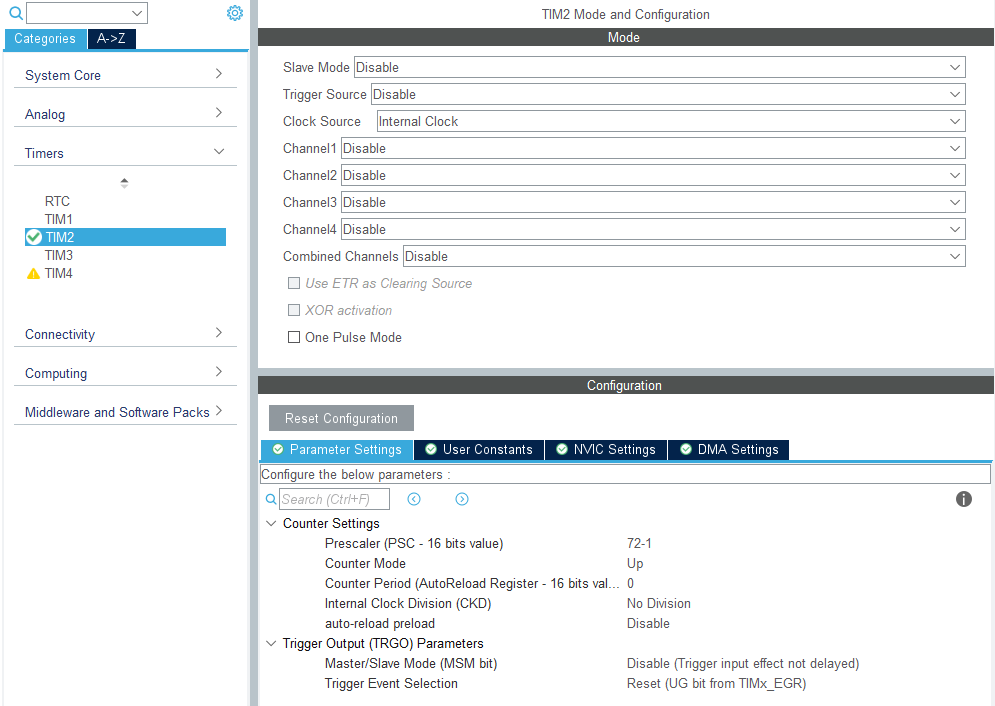 Categories A->Z
System Core
Analog
Timers
RTC
TIM1
TIM2
TIM3
TIM4
Connectivity
Computing
Middleware and Software Packs
TIM2 Mode and Configuration
Mode
Slave Mode Disable
Trigger Source Disable
Clock Source Internal Clock
Channel1 Disable
Channel2 Disable
Channel3 Disable
Channel4 Disable
Combined Channels Disable
Use ETR as Clearing Source
XOR activation
One Pulse Mode
Configuration
Reset Configuration
Parameter Settings User Constants NVIC Settings DMA Settings
Configure the below parameters :
Search (Ctrl+F)
Counter Settings
Prescaler (PSC - 16 bits value) 72-1
Counter Mode Up
Counter Period (AutoReload Register - 16 bits val... 0
Internal Clock Division (CKD) No Division
auto-reload preload Disable
Trigger Output (TRGO) Parameters
Master/Slave Mode (MSM bit) Disable (Trigger input effect not delayed)
Trigger Event Selection Reset (UG bit from TIMx_EGR)